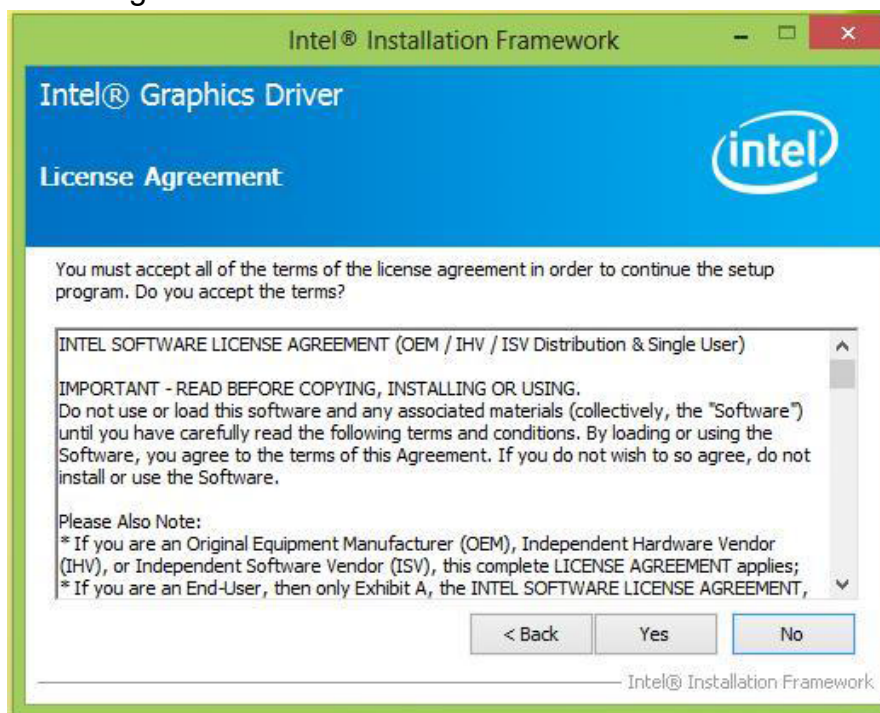 Intel® Installation Framework
Intel® Graphics Driver
intel
License Agreement
You must accept all of the terms of the license agreement in order to continue the setup
program. Do you accept the terms?
INTEL SOFTWARE LICENSE AGREEMENT (OEM / IHV / ISV Distribution & Single User)
IMPORTANT - READ BEFORE COPYING, INSTALLING OR USING.
Do not use or load this software and any associated materials (collectively, the "Software")
until you have carefully read the following terms and conditions. By loading or using the
Software, you agree to the terms of this Agreement. If you do not wish to so agree, do not
install or use the Software.
Please Also Note:
* If you are an Original Equipment Manufacturer (OEM), Independent Hardware Vendor
(IHV), or Independent Software Vendor (ISV), this complete LICENSE AGREEMENT applies;
* If you are an End-User, then only Exhibit A, the INTEL SOFTWARE LICENSE AGREEMENT,
< Back Yes No
Intel® Installation Framework